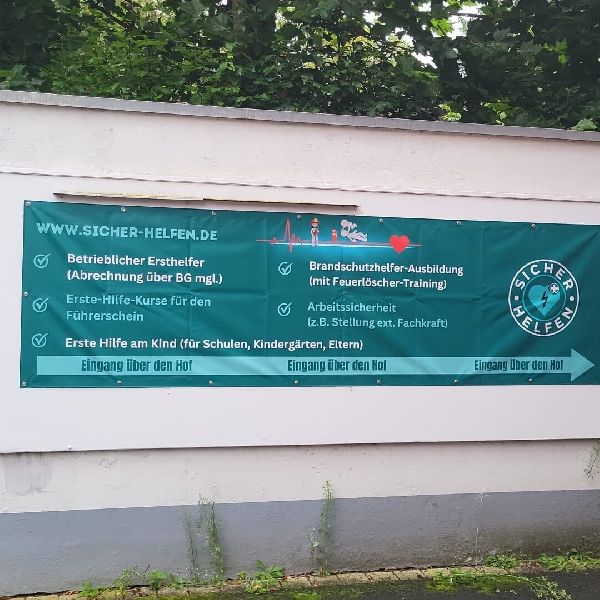 WWW.SICHER-HELFEN.DE
Betrieblicher Ersthelfer
(Abrechnung über BG mgl.)
Erste-Hilfe-Kurse für den
Führerschein
Erste Hilfe am Kind (für Schulen, Kindergärten, Eltern)
Brandschutzhelfer-Ausbildung
(mit Feuerlöscher-Training)
Arbeitssicherheit
(z.B. Stellung ext. Fachkraft)
SICHER
HELFEN
Eingang über den Hof Eingang über den Hof Eingang über den Hof